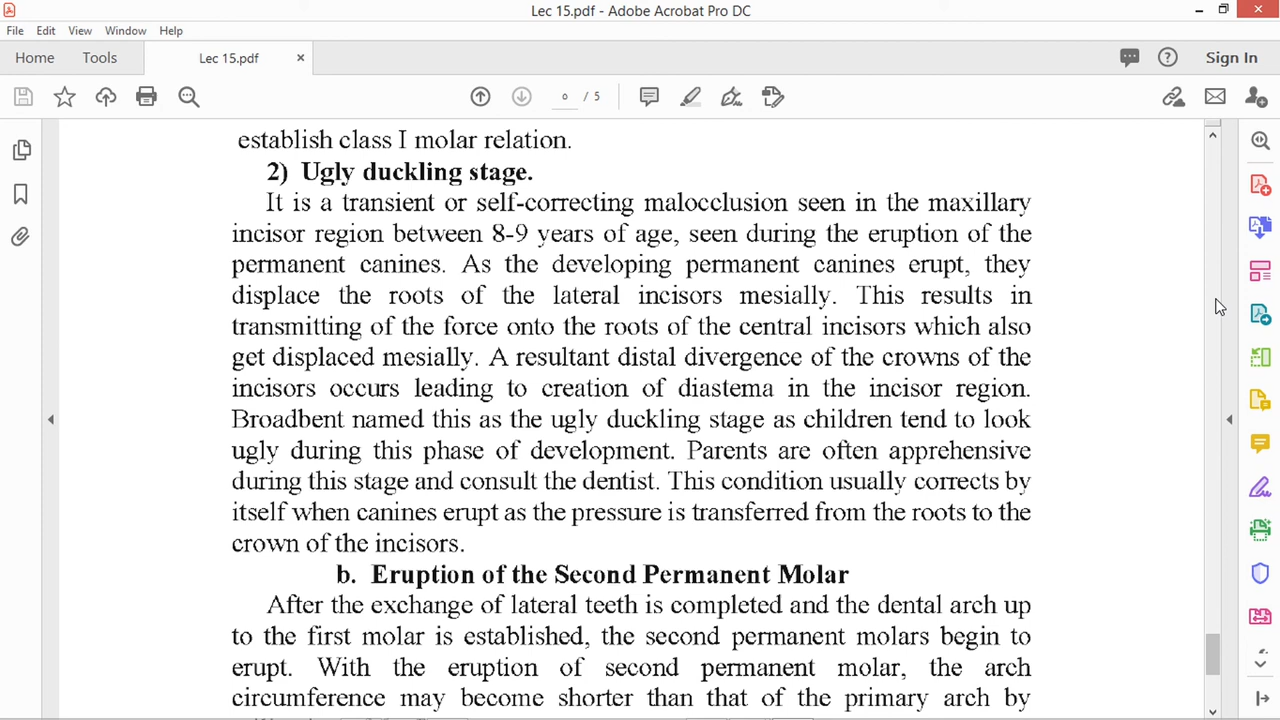 Lec 15.pdf - Adobe Acrobat Pro DC
File Edit View Window Help
Home Tools Lec 15.pdf × Sign In
/ 5
establish class I molar relation.
2) Ugly duckling stage.
It is a transient or self-correcting malocclusion seen in the maxillary
incisor region between 8-9 years of age, seen during the eruption of the
permanent canines. As the developing permanent canines erupt, they
displace the roots of the lateral incisors mesially. This results in
transmitting of the force onto the roots of the central incisors which also
get displaced mesially. A resultant distal divergence of the crowns of the
incisors occurs leading to creation of diastema in the incisor region.
Broadbent named this as the ugly duckling stage as children tend to look
ugly during this phase of development. Parents are often apprehensive
during this stage and consult the dentist. This condition usually corrects by
itself when canines erupt as the pressure is transferred from the roots to the
crown of the incisors.
b. Eruption of the Second Permanent Molar
After the exchange of lateral teeth is completed and the dental arch up
to the first molar is established, the second permanent molars begin to
erupt. With the eruption of second permanent molar, the arch
circumference may become shorter than that of the primary arch by